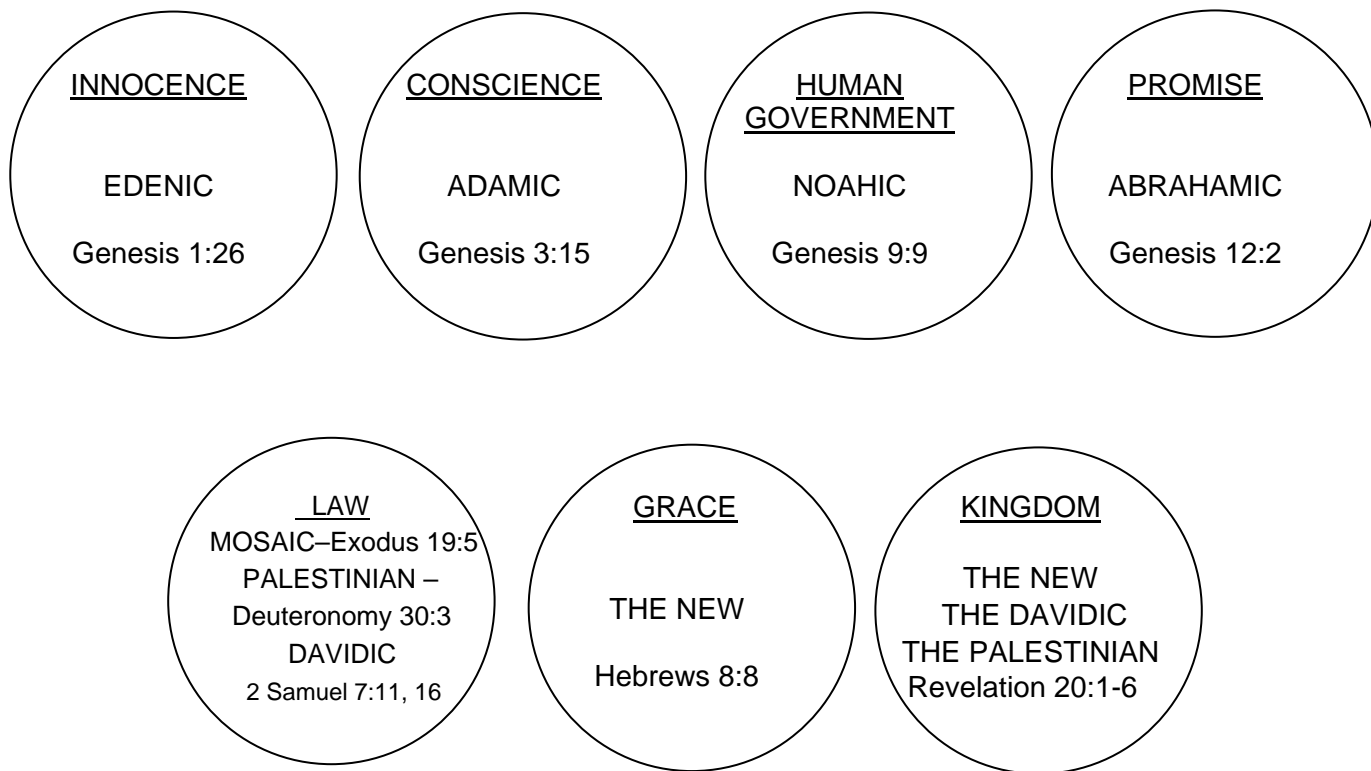 INNOCENCE
EDENIC
Genesis 1:26
CONSCIENCE
ADAMIC
Genesis 3:15
HUMAN
GOVERNMENT
NOAHIC
Genesis 9:9
PROMISE
ABRAHAMIC
Genesis 12:2
LAW
MOSAIC–Exodus 19:5
PALESTINIAN –
Deuteronomy 30:3
DAVIDIC
2 Samuel 7:11, 16
GRACE
THE NEW
Hebrews 8:8
KINGDOM
THE NEW
THE DAVIDIC
THE PALESTINIAN
Revelation 20:1-6